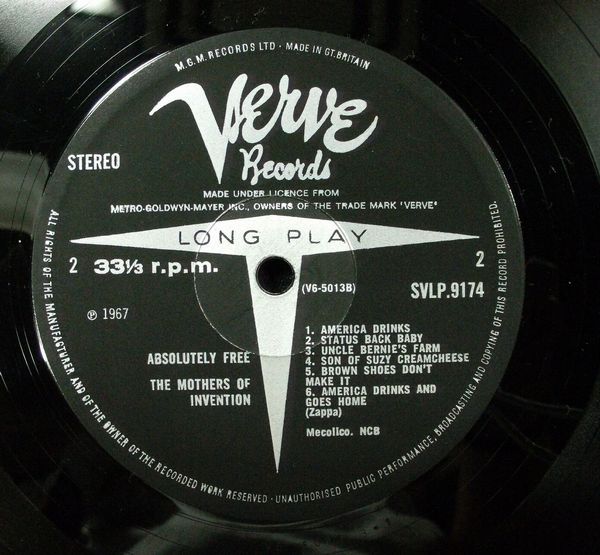 M.G.M. RECORDS LTD · MADE IN GT. BRITAIN
Verve
Records
STEREO
MADE UNDER LICENCE FROM
METRO-GOLDWYN-MAYER INC., OWNERS OF THE TRADE MARK 'VERVE'
LONG PLAY
2 33⅓ r.p.m.
2
(V6-5013B)
SVLP.9174
℗ 1967
ABSOLUTELY FREE
THE MOTHERS OF
INVENTION
1. AMERICA DRINKS
2. STATUS BACK BABY
3. UNCLE BERNIE'S FARM
4. SON OF SUZY CREAMCHEESE
5. BROWN SHOES DON'T
MAKE IT
6. AMERICA DRINKS AND
GOES HOME
(Zappa)
Mecolico. NCB
ALL RIGHTS OF THE MANUFACTURER AND OF THE OWNER OF THE RECORDED WORK RESERVED · UNAUTHORISED PUBLIC PERFORMANCE, BROADCASTING AND COPYING OF THIS RECORD PROHIBITED.